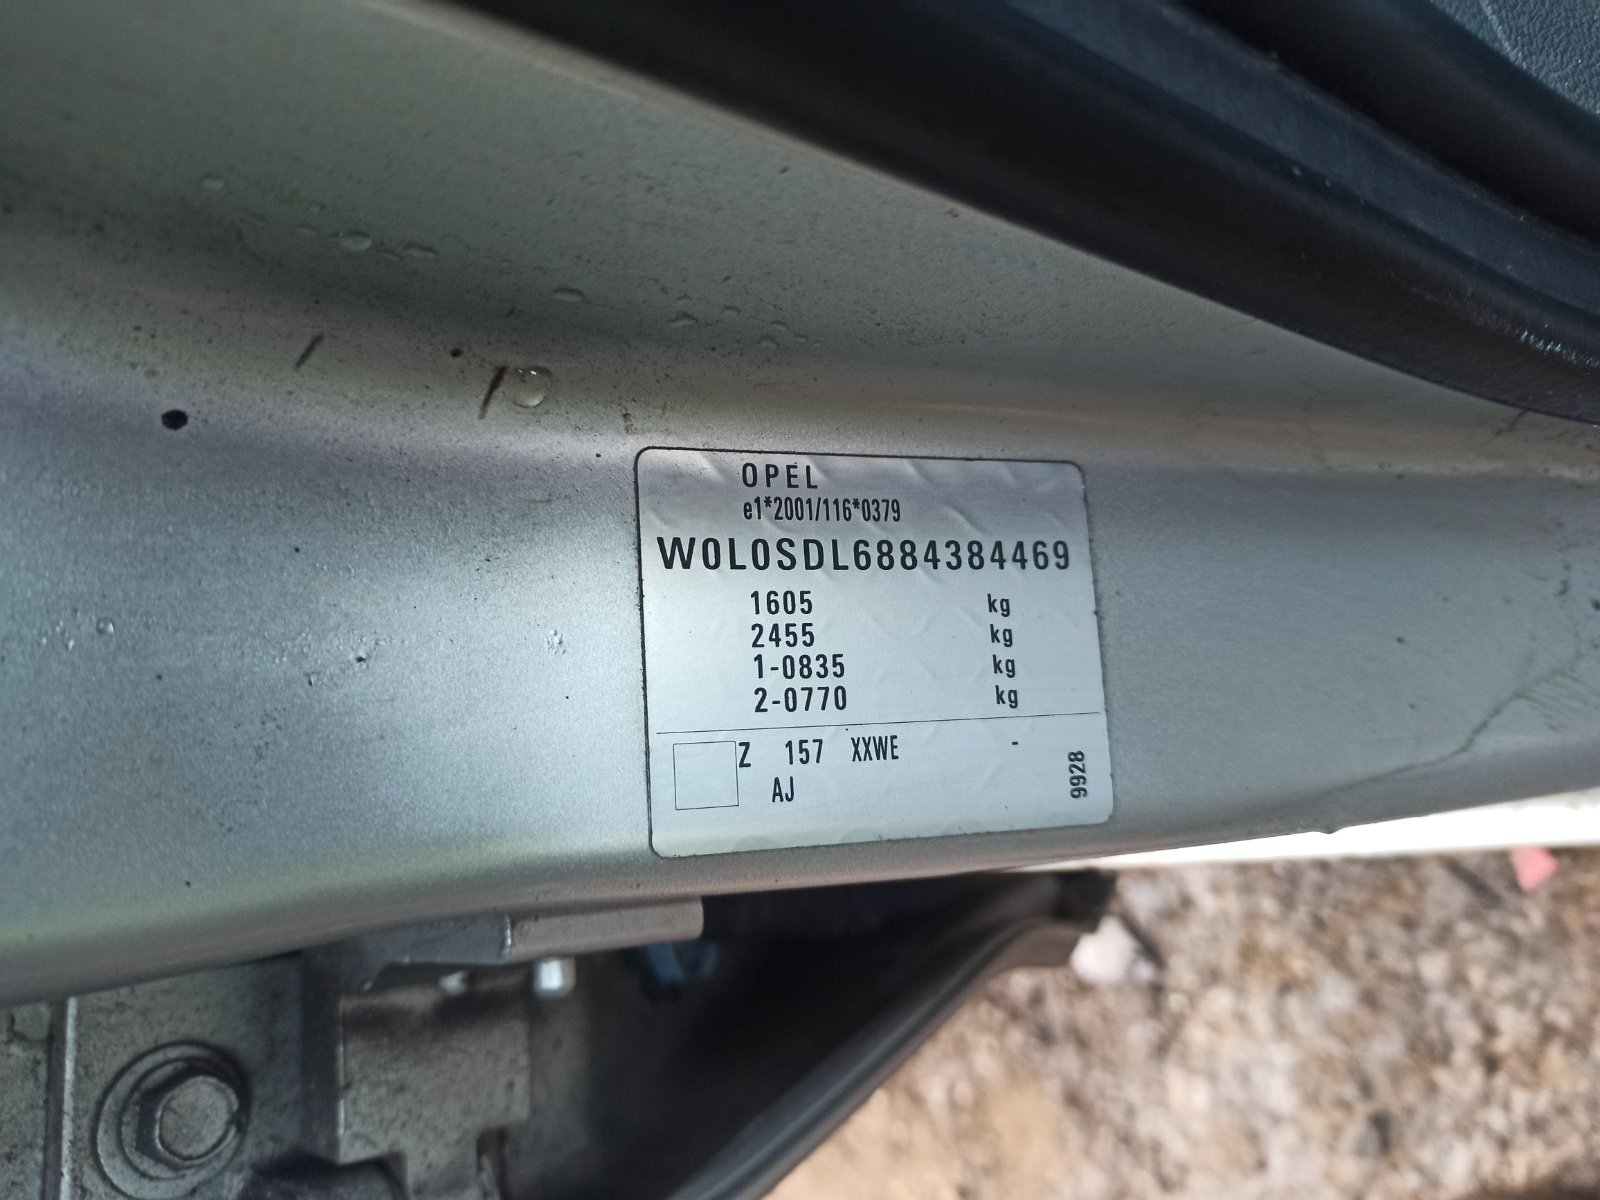 OPEL
e1*2001/116*0379
W0L0SDL6884384469
1605 kg
2455 kg
1-0835 kg
2-0770 kg
Z 157 XXWE -
AJ
9928